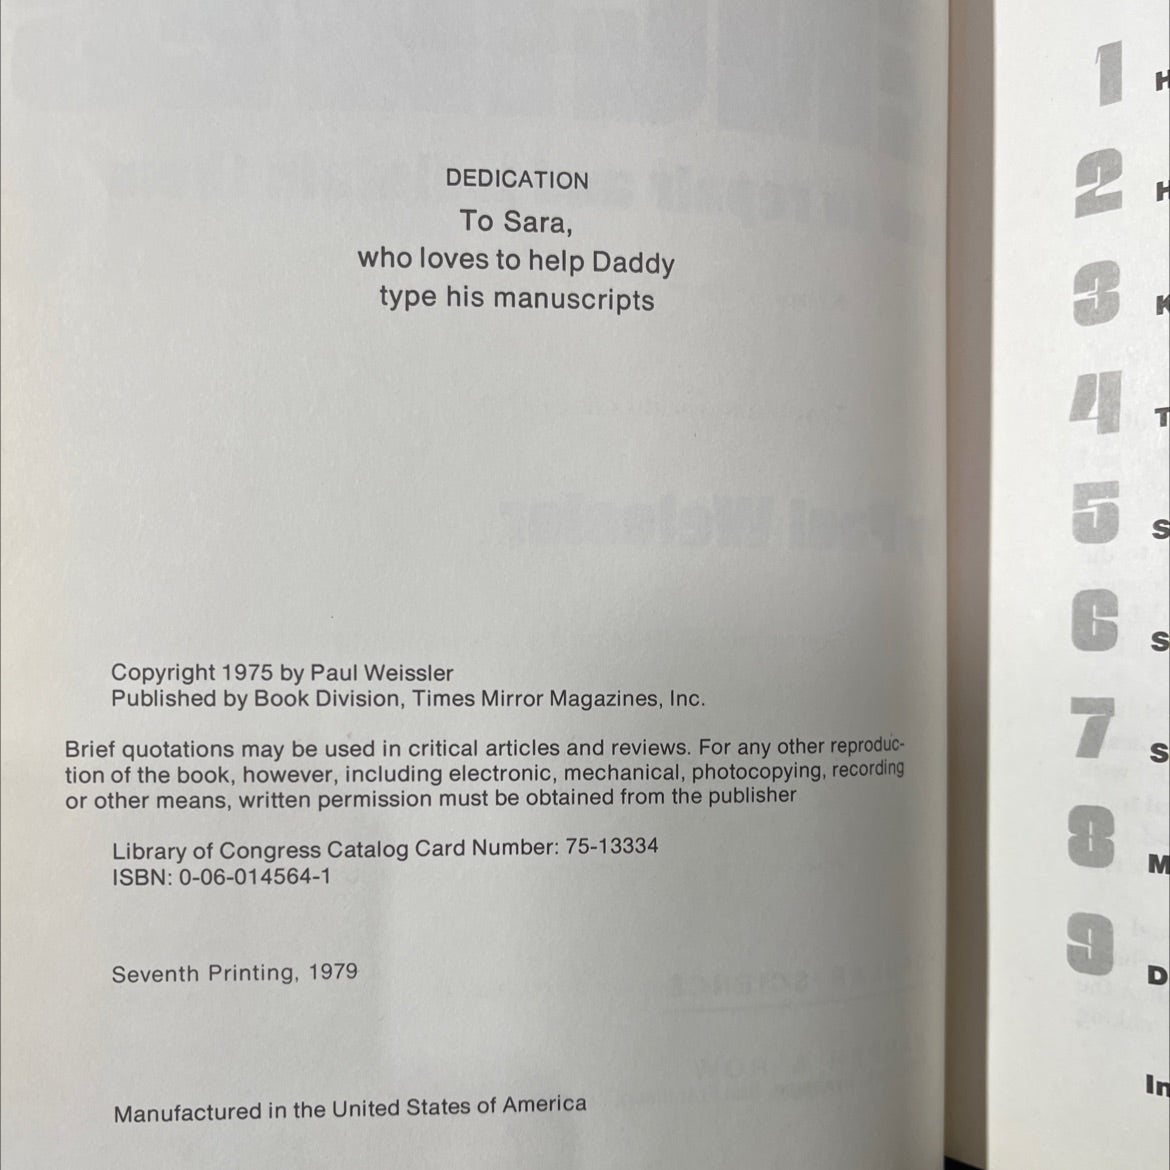 DEDICATION
To Sara,
who loves to help Daddy
type his manuscripts
Copyright 1975 by Paul Weissler
Published by Book Division, Times Mirror Magazines, Inc.
Brief quotations may be used in critical articles and reviews. For any other reproduc-
tion of the book, however, including electronic, mechanical, photocopying, recording
or other means, written permission must be obtained from the publisher
Library of Congress Catalog Card Number: 75-13334
ISBN: 0-06-014564-1
Seventh Printing, 1979
Manufactured in the United States of America
1
2
3
4
5
6
7
8
9